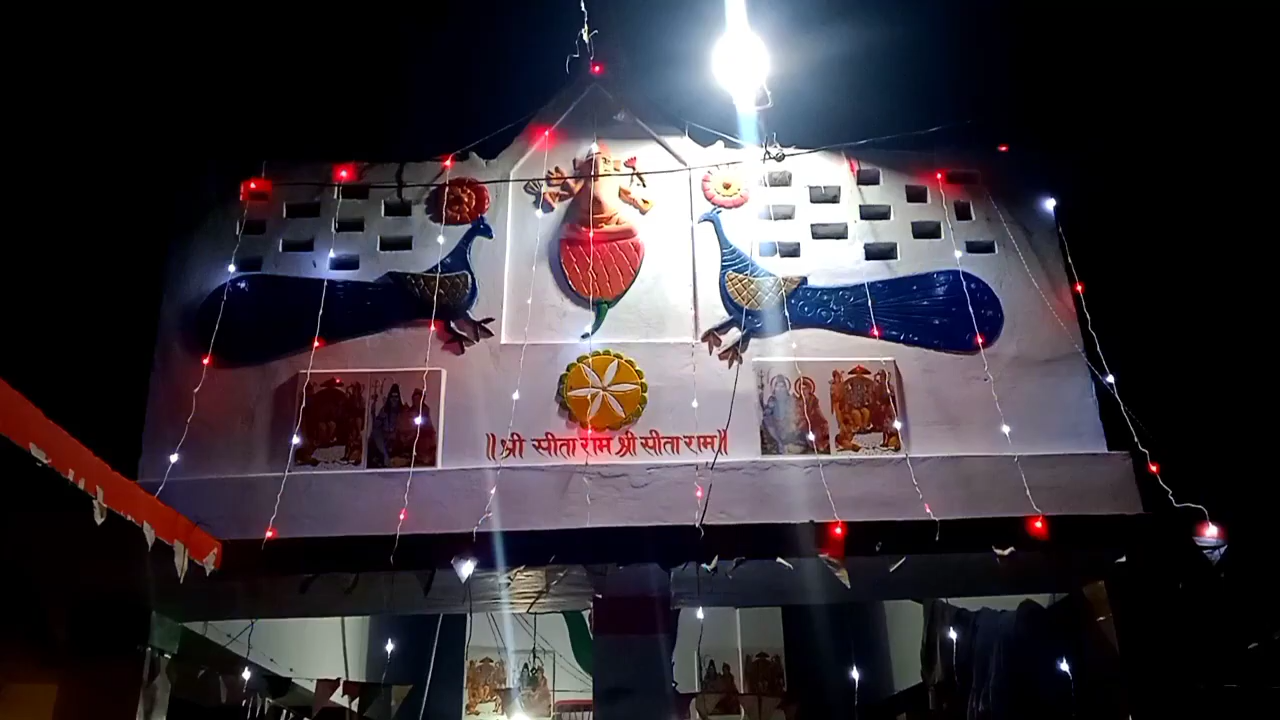 ॥ श्री सीता राम श्री सीता राम ॥